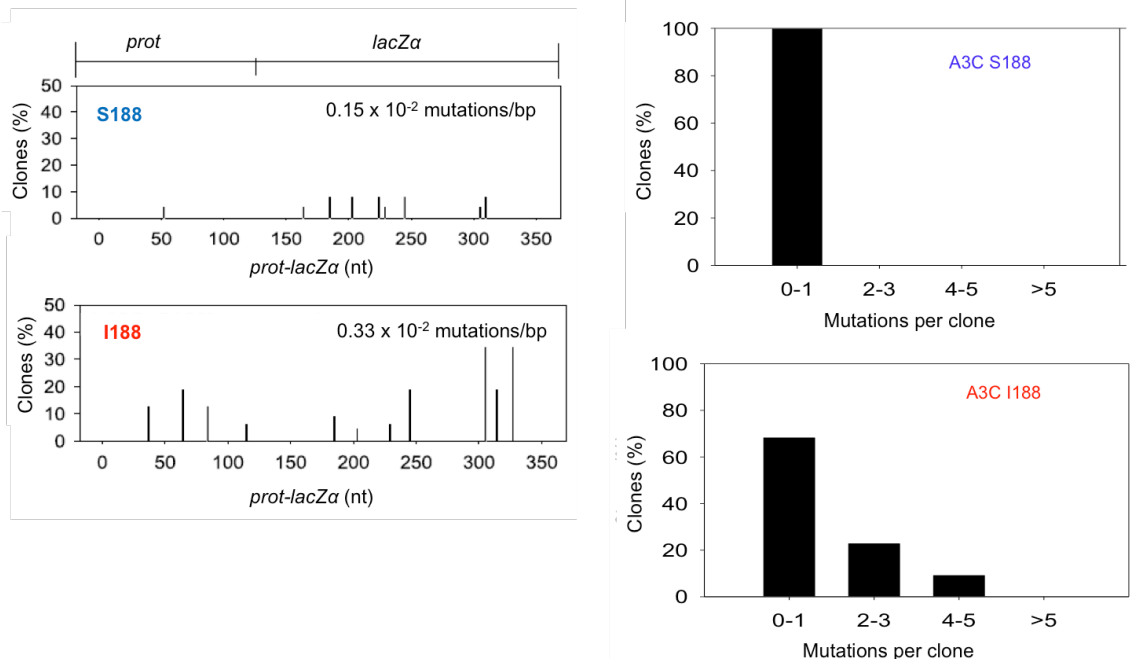 prot lacZα
50
40
30
20
10
0
Clones (%)
S188
0.15 x 10-2 mutations/bp
0 50 100 150 200 250 300 350
prot-lacZα (nt)
50
40
30
20
10
0
Clones (%)
I188
0.33 x 10-2 mutations/bp
0 50 100 150 200 250 300 350
prot-lacZα (nt)
100
80
60
40
20
0
Clones (%)
A3C S188
0-1 2-3 4-5 >5
Mutations per clone
100
80
60
40
20
0
Clones (%)
A3C I188
0-1 2-3 4-5 >5
Mutations per clone